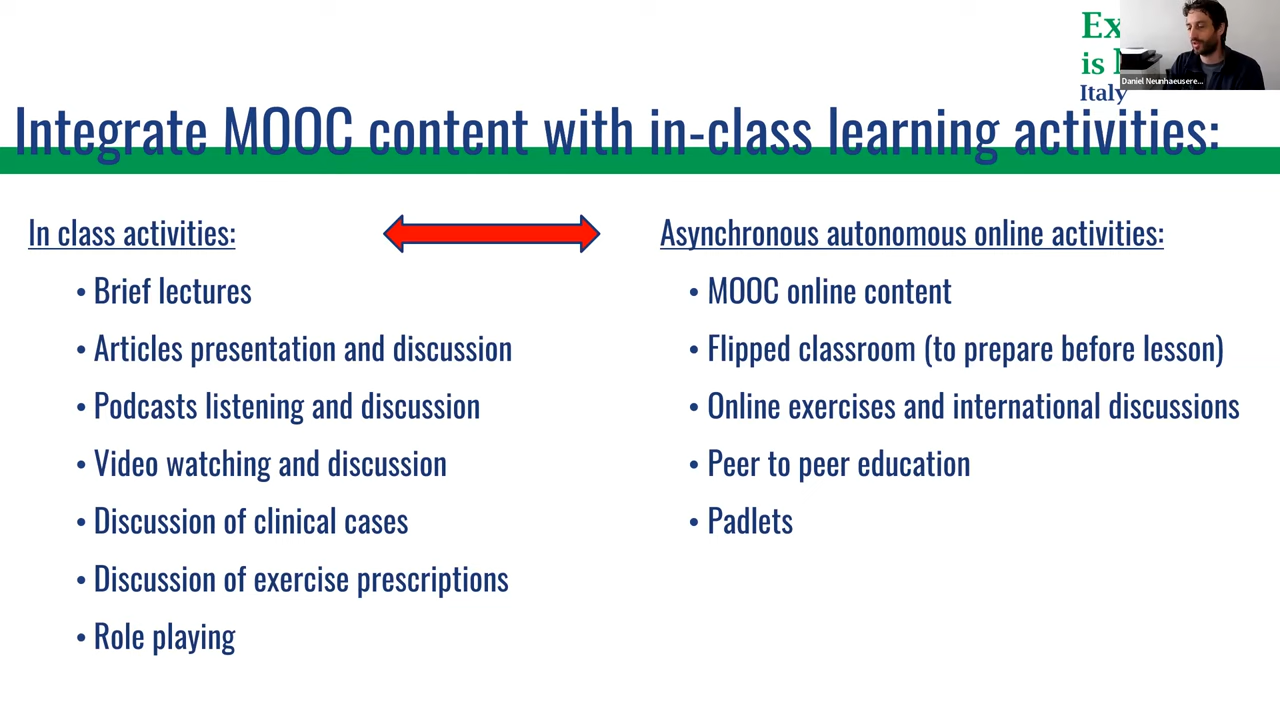 Ex
is
Italy
Daniel Neunhaeusere...
Integrate MOOC content with in-class learning activities:
In class activities:
• Brief lectures
• Articles presentation and discussion
• Podcasts listening and discussion
• Video watching and discussion
• Discussion of clinical cases
• Discussion of exercise prescriptions
• Role playing
Asynchronous autonomous online activities:
• MOOC online content
• Flipped classroom (to prepare before lesson)
• Online exercises and international discussions
• Peer to peer education
• Padlets